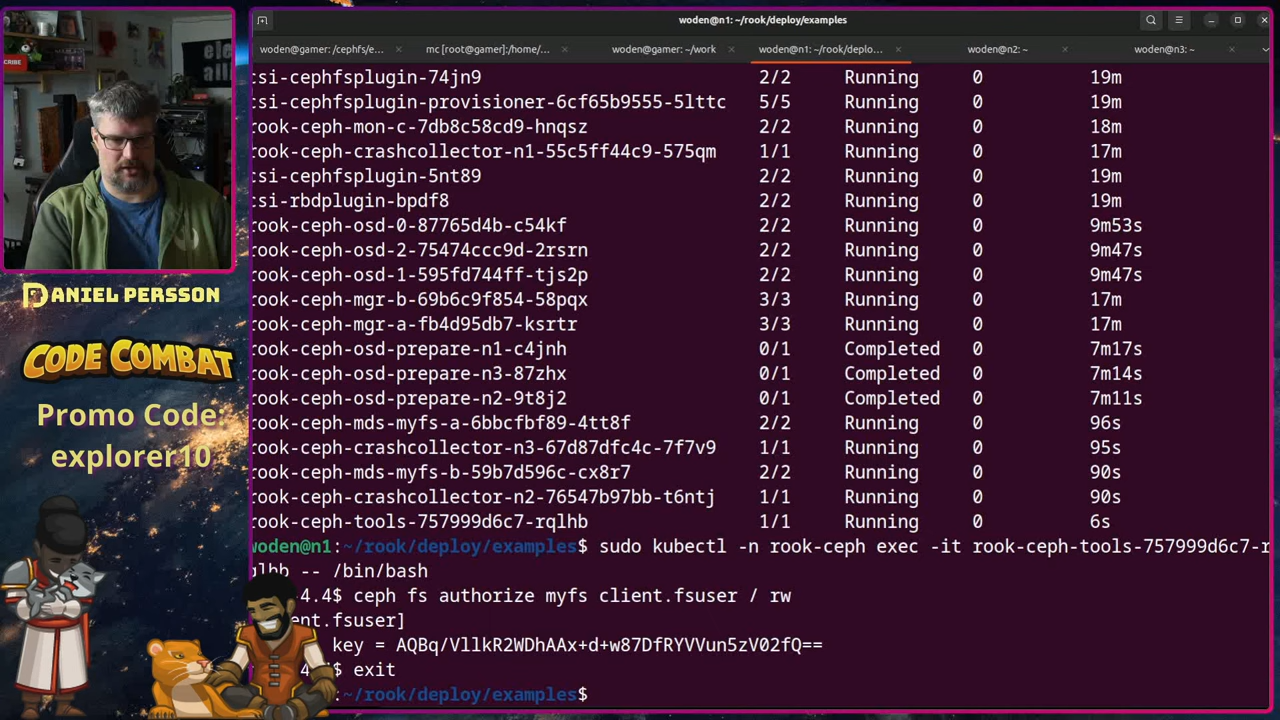 woden@n1: ~/rook/deploy/examples
woden@gamer: /cephfs/e...
mc [root@gamer]:/home/...
woden@gamer: ~/work
woden@n1: ~/rook/deplo...
woden@n2: ~
woden@n3: ~
csi-cephfsplugin-74jn9 2/2 Running 0 19m
csi-cephfsplugin-provisioner-6cf65b9555-5lttc 5/5 Running 0 19m
rook-ceph-mon-c-7db8c58cd9-hnqsz 2/2 Running 0 18m
rook-ceph-crashcollector-n1-55c5ff44c9-575qm 1/1 Running 0 17m
csi-cephfsplugin-5nt89 2/2 Running 0 19m
csi-rbdplugin-bpdf8 2/2 Running 0 19m
rook-ceph-osd-0-87765d4b-c54kf 2/2 Running 0 9m53s
rook-ceph-osd-2-75474ccc9d-2rsrn 2/2 Running 0 9m47s
rook-ceph-osd-1-595fd744ff-tjs2p 2/2 Running 0 9m47s
rook-ceph-mgr-b-69b6c9f854-58pqx 3/3 Running 0 17m
rook-ceph-mgr-a-fb4d95db7-ksrtr 3/3 Running 0 17m
rook-ceph-osd-prepare-n1-c4jnh 0/1 Completed 0 7m17s
rook-ceph-osd-prepare-n3-87zhx 0/1 Completed 0 7m14s
rook-ceph-osd-prepare-n2-9t8j2 0/1 Completed 0 7m11s
rook-ceph-mds-myfs-a-6bbcfbf89-4tt8f 2/2 Running 0 96s
rook-ceph-crashcollector-n3-67d87dfc4c-7f7v9 1/1 Running 0 95s
rook-ceph-mds-myfs-b-59b7d596c-cx8r7 2/2 Running 0 90s
rook-ceph-crashcollector-n2-76547b97bb-t6ntj 1/1 Running 0 90s
rook-ceph-tools-757999d6c7-rqlhb 1/1 Running 0 6s
woden@n1:~/rook/deploy/examples$ sudo kubectl -n rook-ceph exec -it rook-ceph-tools-757999d6c7-r
qlhb -- /bin/bash
4.4$ ceph fs authorize myfs client.fsuser / rw
ent.fsuser]
key = AQBq/VllkR2WDhAAx+d+w87DfRYVVun5zV02fQ==
4$ exit
:~/rook/deploy/examples$
DANIEL PERSSON
CODE COMBAT
Promo Code:
explorer10